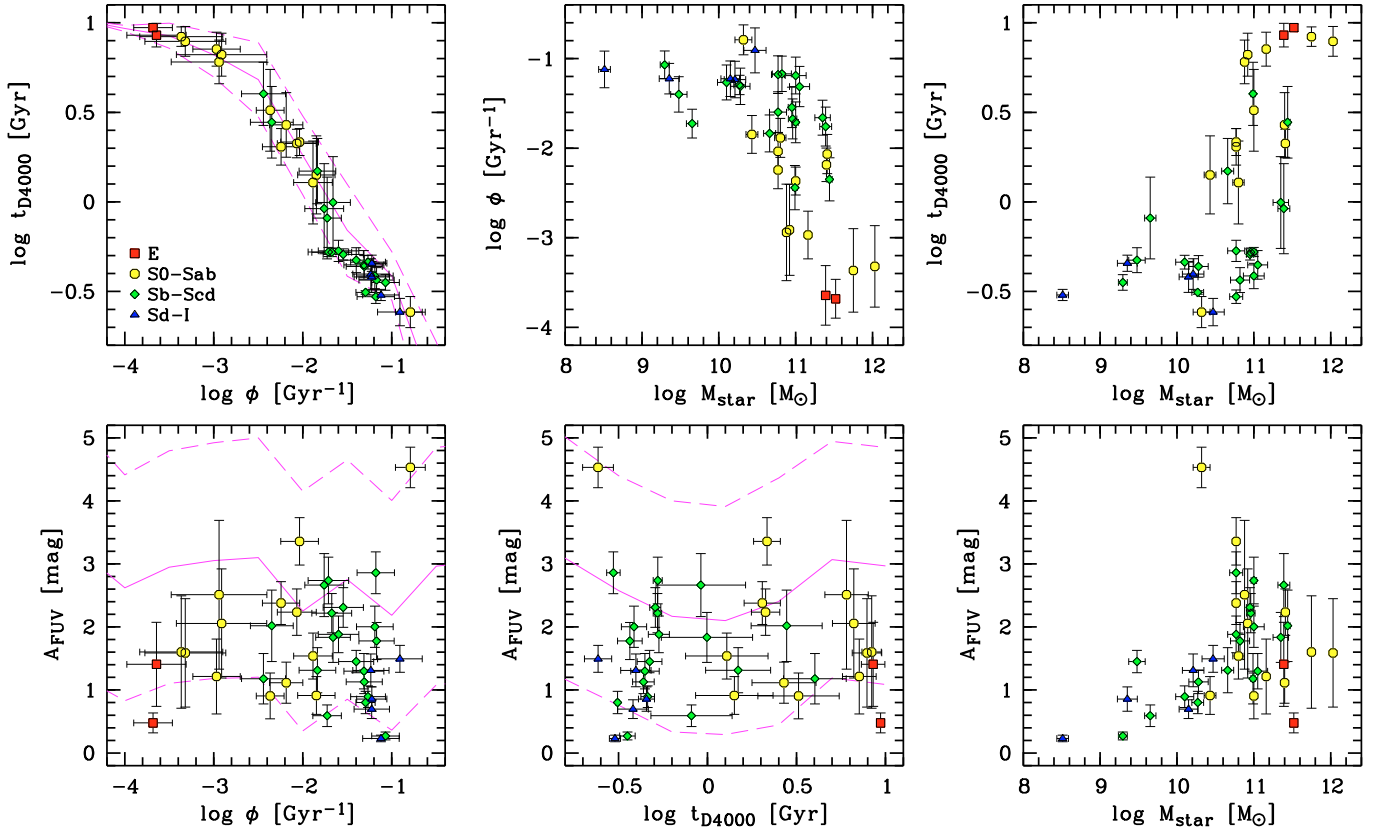 1
0.5
0
−0.5
log t_D4000 [Gyr]
E
S0−Sab
Sb−Scd
Sd−I
−4 −3 −2 −1
log ϕ [Gyr⁻¹]
−1
−2
−3
−4
log ϕ [Gyr⁻¹]
8 9 10 11 12
log M_star [M_⊙]
1
0.5
0
−0.5
log t_D4000 [Gyr]
8 9 10 11 12
log M_star [M_⊙]
5
4
3
2
1
0
A_FUV [mag]
−4 −3 −2 −1
log ϕ [Gyr⁻¹]
5
4
3
2
1
0
A_FUV [mag]
−0.5 0 0.5 1
log t_D4000 [Gyr]
5
4
3
2
1
0
A_FUV [mag]
8 9 10 11 12
log M_star [M_⊙]